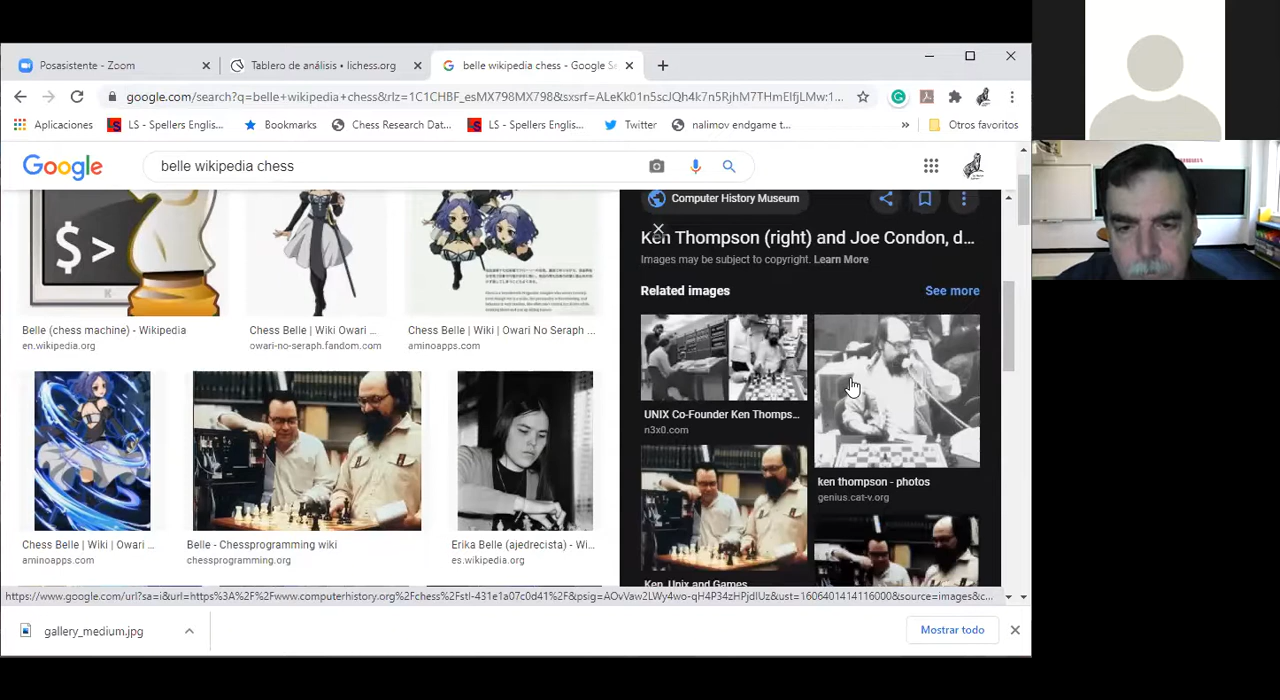 Posasistente - Zoom
Tablero de análisis • lichess.org
belle wikipedia chess - Google Se
google.com/search?q=belle+wikipedia+chess&rlz=1C1CHBF_esMX798MX798&sxsrf=ALeKk01n5scJQh4k7n5RjhM7THmElfjLMw:1...
Aplicaciones
LS - Spellers Englis...
Bookmarks
Chess Research Dat...
LS - Spellers Englis...
Twitter
nalimov endgame t...
»
Otros favoritos
Google
belle wikipedia chess
$ >
Belle (chess machine) - Wikipedia
en.wikipedia.org
Chess Belle | Wiki Owari ...
owari-no-seraph.fandom.com
Chess Belle | Wiki | Owari No Seraph ...
aminoapps.com
Chess Belle | Wiki | Owari ...
aminoapps.com
Belle - Chessprogramming wiki
chessprogramming.org
Erika Belle (ajedrecista) - Wi...
es.wikipedia.org
Computer History Museum
Ken Thompson (right) and Joe Condon, d...
Images may be subject to copyright. Learn More
Related images
See more
UNIX Co-Founder Ken Thomps...
n3x0.com
ken thompson - photos
genius.cat-v.org
Ken, Unix and Games
https://www.google.com/url?sa=i&url=https%3A%2F%2Fwww.computerhistory.org%2Fchess%2Fstl-431e1a07c0d41%2F&psig=AOvVaw2LWy4wo-qH4P34zHPjdIUz&ust=1606401414116000&source=images&c...
gallery_medium.jpg
Mostrar todo